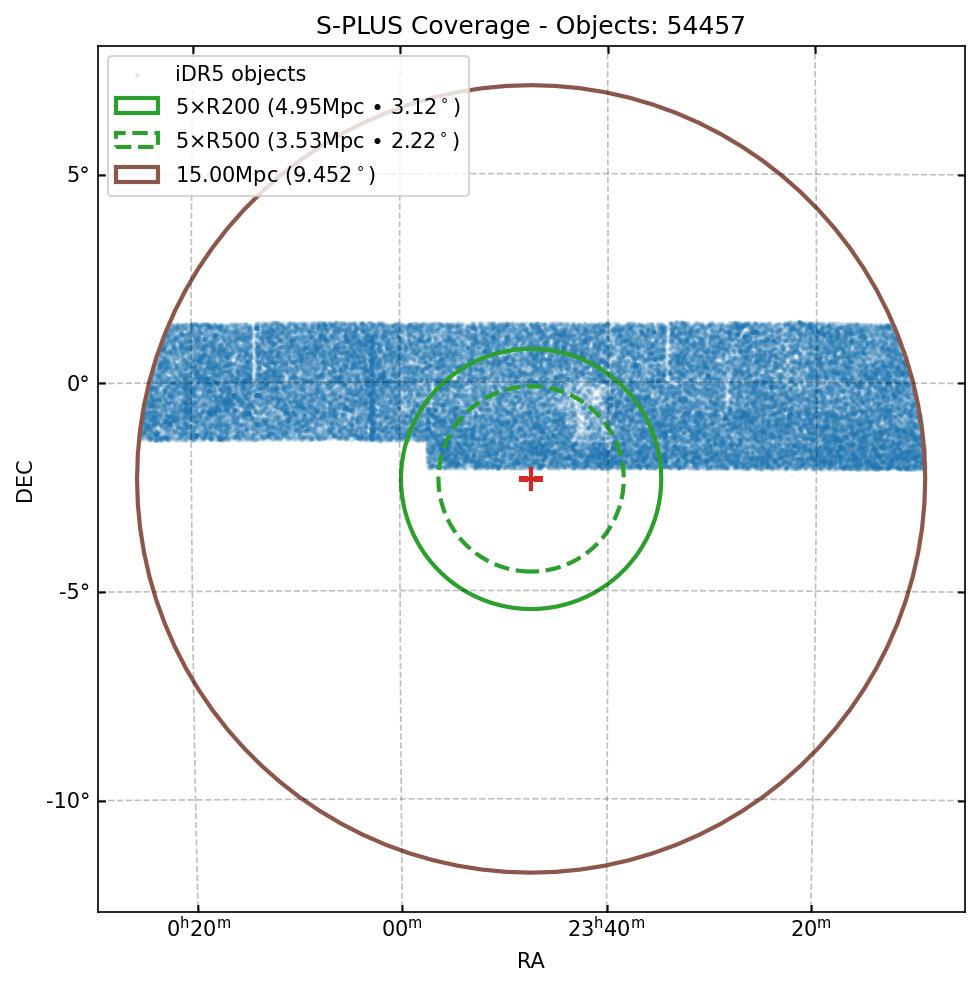 S-PLUS Coverage - Objects: 54457
iDR5 objects
5×R200 (4.95Mpc • 3.12°)
5×R500 (3.53Mpc • 2.22°)
15.00Mpc (9.452°)
5°
0°
-5°
-10°
DEC
0ʰ20ᵐ 00ᵐ 23ʰ40ᵐ 20ᵐ
RA